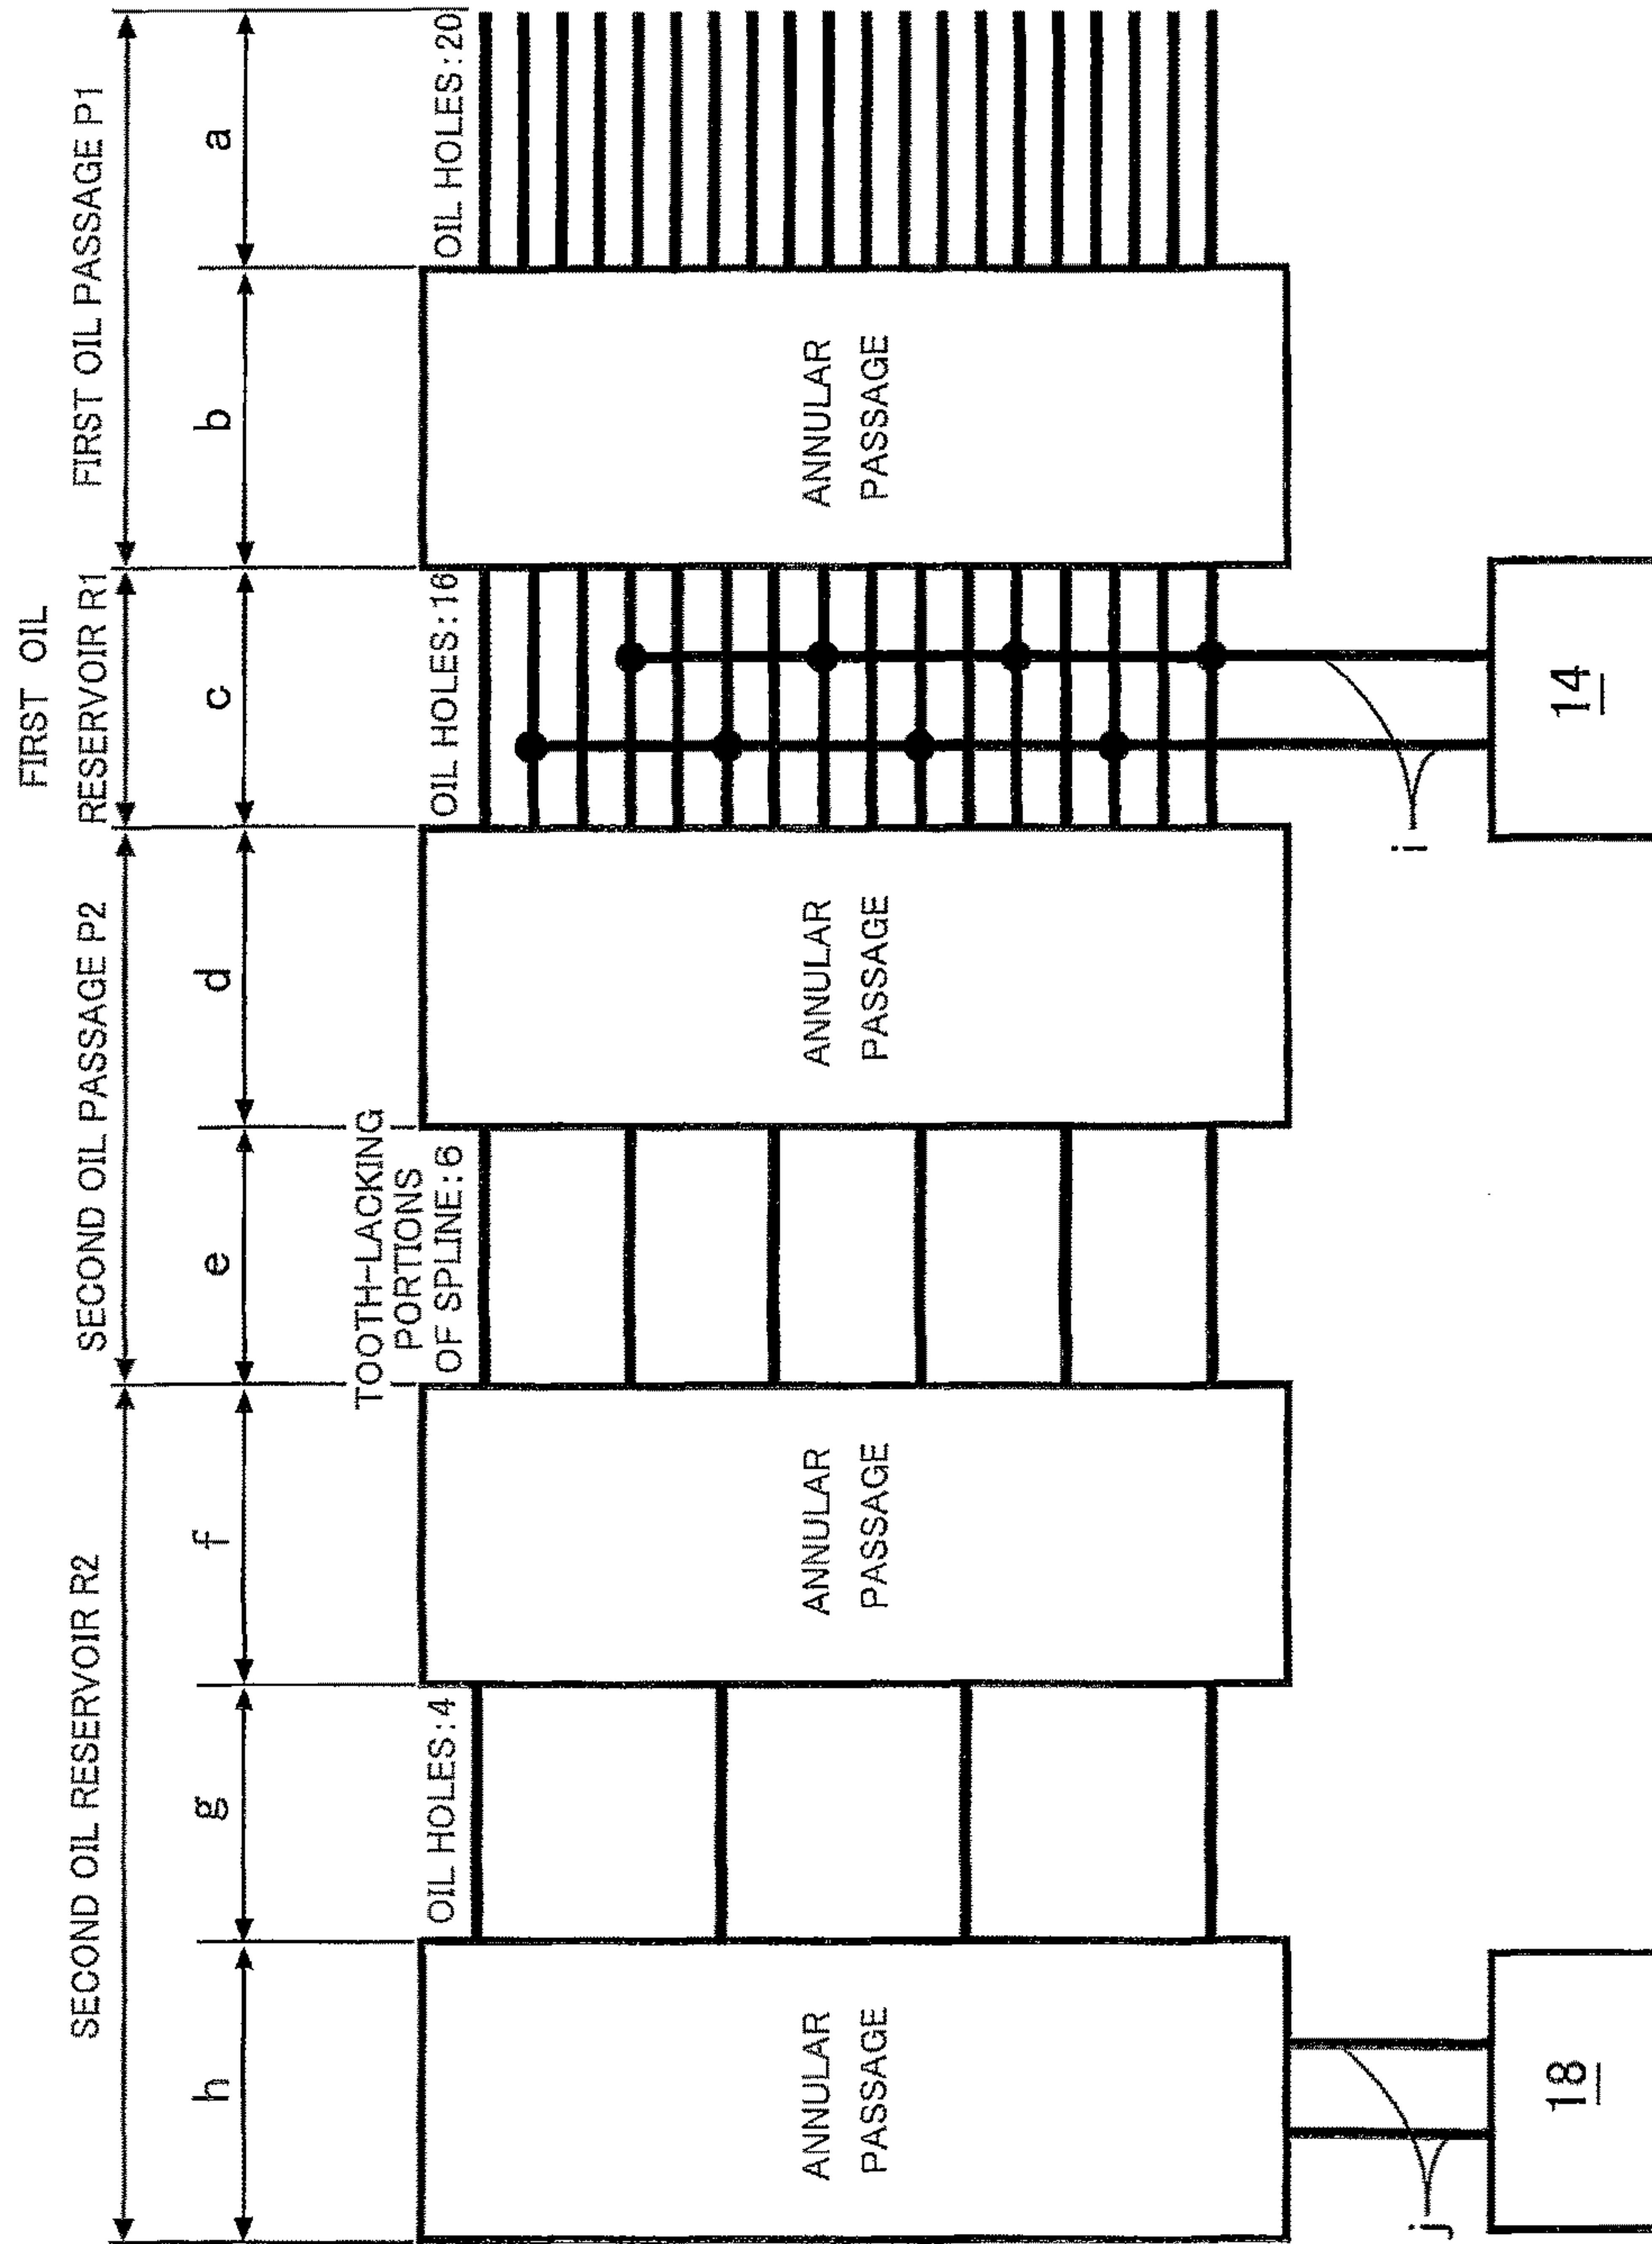 SECOND OIL RESERVOIR R2
SECOND OIL PASSAGE P2
FIRST OIL
RESERVOIR R1
FIRST OIL PASSAGE P1
h
g
f
e
d
c
b
a
OIL HOLES:4
TOOTH-LACKING
PORTIONS
OF SPLINE:6
OIL HOLES:16
OIL HOLES:20
ANNULAR
PASSAGE
ANNULAR
PASSAGE
ANNULAR
PASSAGE
ANNULAR
PASSAGE
j
i
18
14